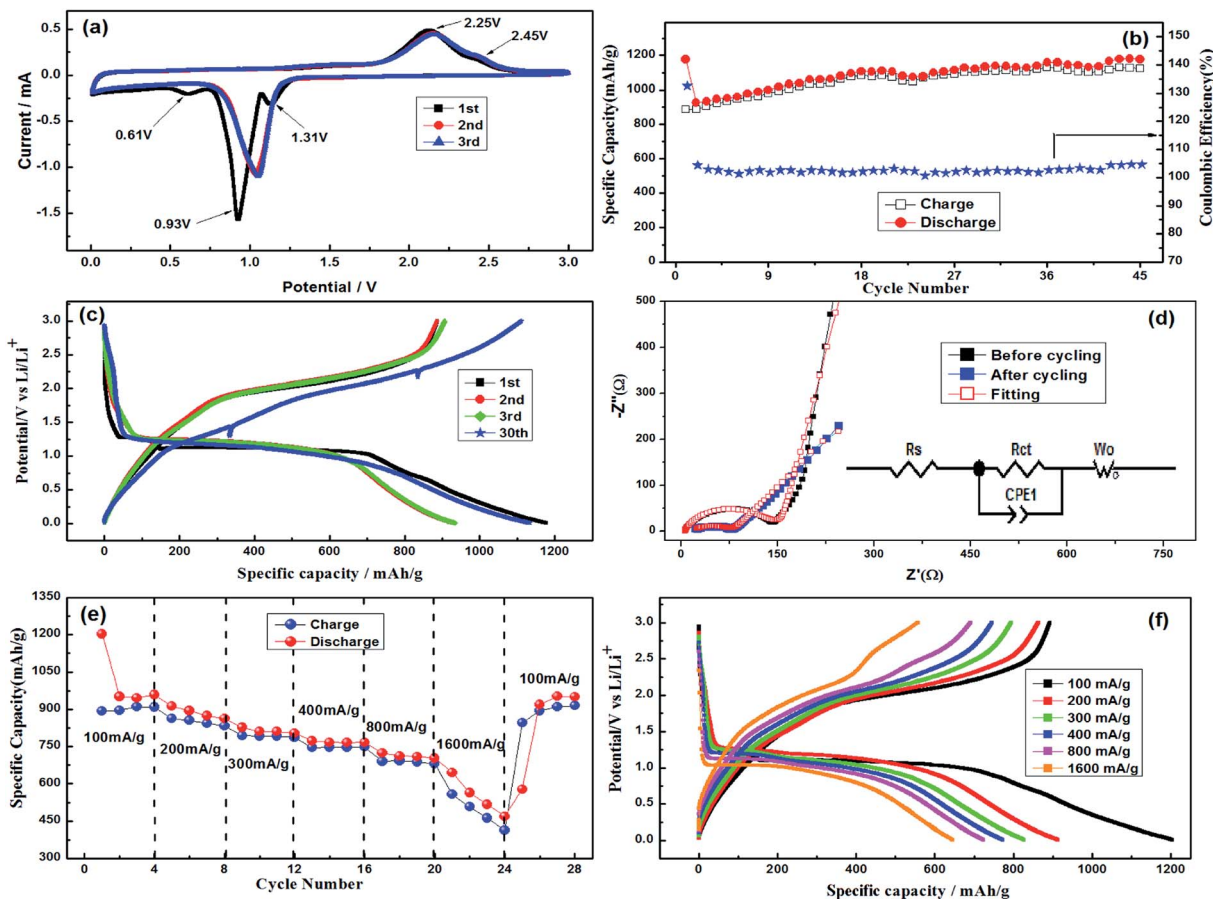 (a)
2.25V
2.45V
0.61V
0.93V
1.31V
1st
2nd
3rd
Current / mA
0.5
0.0
-0.5
-1.0
-1.5
0.0 0.5 1.0 1.5 2.0 2.5 3.0
Potential / V
(b)
Specific Capacity(mAh/g)
1200
1000
800
600
400
200
0
Charge
Discharge
150
140
130
120
110
100
90
80
70
Coulombic Efficiency(%)
0 9 18 27 36 45
Cycle Number
(c)
Potential/V vs Li/Li+
3.0
2.5
2.0
1.5
1.0
0.5
0.0
1st
2nd
3rd
30th
0 200 400 600 800 1000 1200
Specific capacity / mAh/g
(d)
-Z''(Ω)
500
400
300
200
100
0
Before cycling
After cycling
Fitting
Rs
Rct
Wo
CPE1
0 150 300 450 600 750
Z'(Ω)
(e)
Specific Capacity(mAh/g)
1350
1200
1050
900
750
600
450
300
Charge
Discharge
100mA/g
200mA/g
300mA/g
400mA/g
800mA/g
1600mA/g
100mA/g
0 4 8 12 16 20 24 28
Cycle Number
(f)
Potential/V vs Li/Li+
3.0
2.5
2.0
1.5
1.0
0.5
0.0
100 mA/g
200 mA/g
300 mA/g
400 mA/g
800 mA/g
1600 mA/g
0 200 400 600 800 1000 1200
Specific capacity / mAh/g